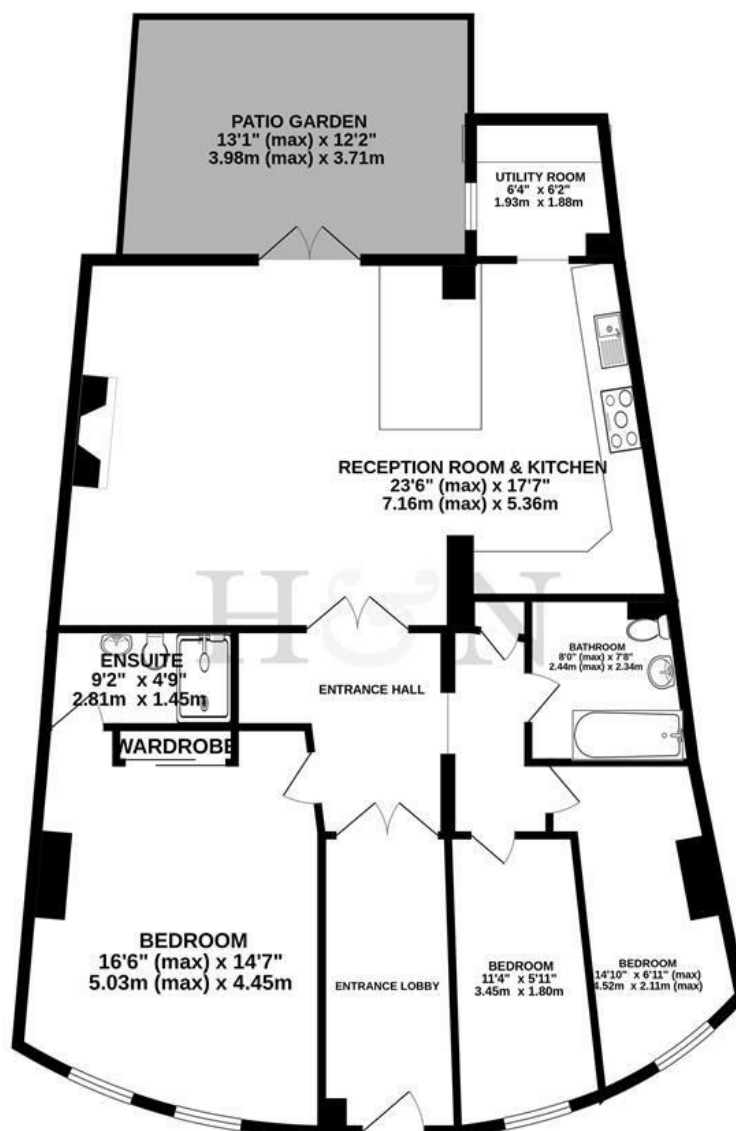 PATIO GARDEN
13'1" (max) x 12'2"
3.98m (max) x 3.71m
UTILITY ROOM
6'4" x 6'2"
1.93m x 1.88m
RECEPTION ROOM & KITCHEN
23'6" (max) x 17'7"
7.16m (max) x 5.36m
H&N
ENSUITE
9'2" x 4'9"
2.81m x 1.45m
ENTRANCE HALL
BATHROOM
8'0" (max) x 7'8"
2.44m (max) x 2.34m
WARDROBE
BEDROOM
16'6" (max) x 14'7"
5.03m (max) x 4.45m
ENTRANCE LOBBY
BEDROOM
11'4" x 5'11"
3.45m x 1.80m
BEDROOM
14'10" x 6'11" (max)
4.52m x 2.11m (max)